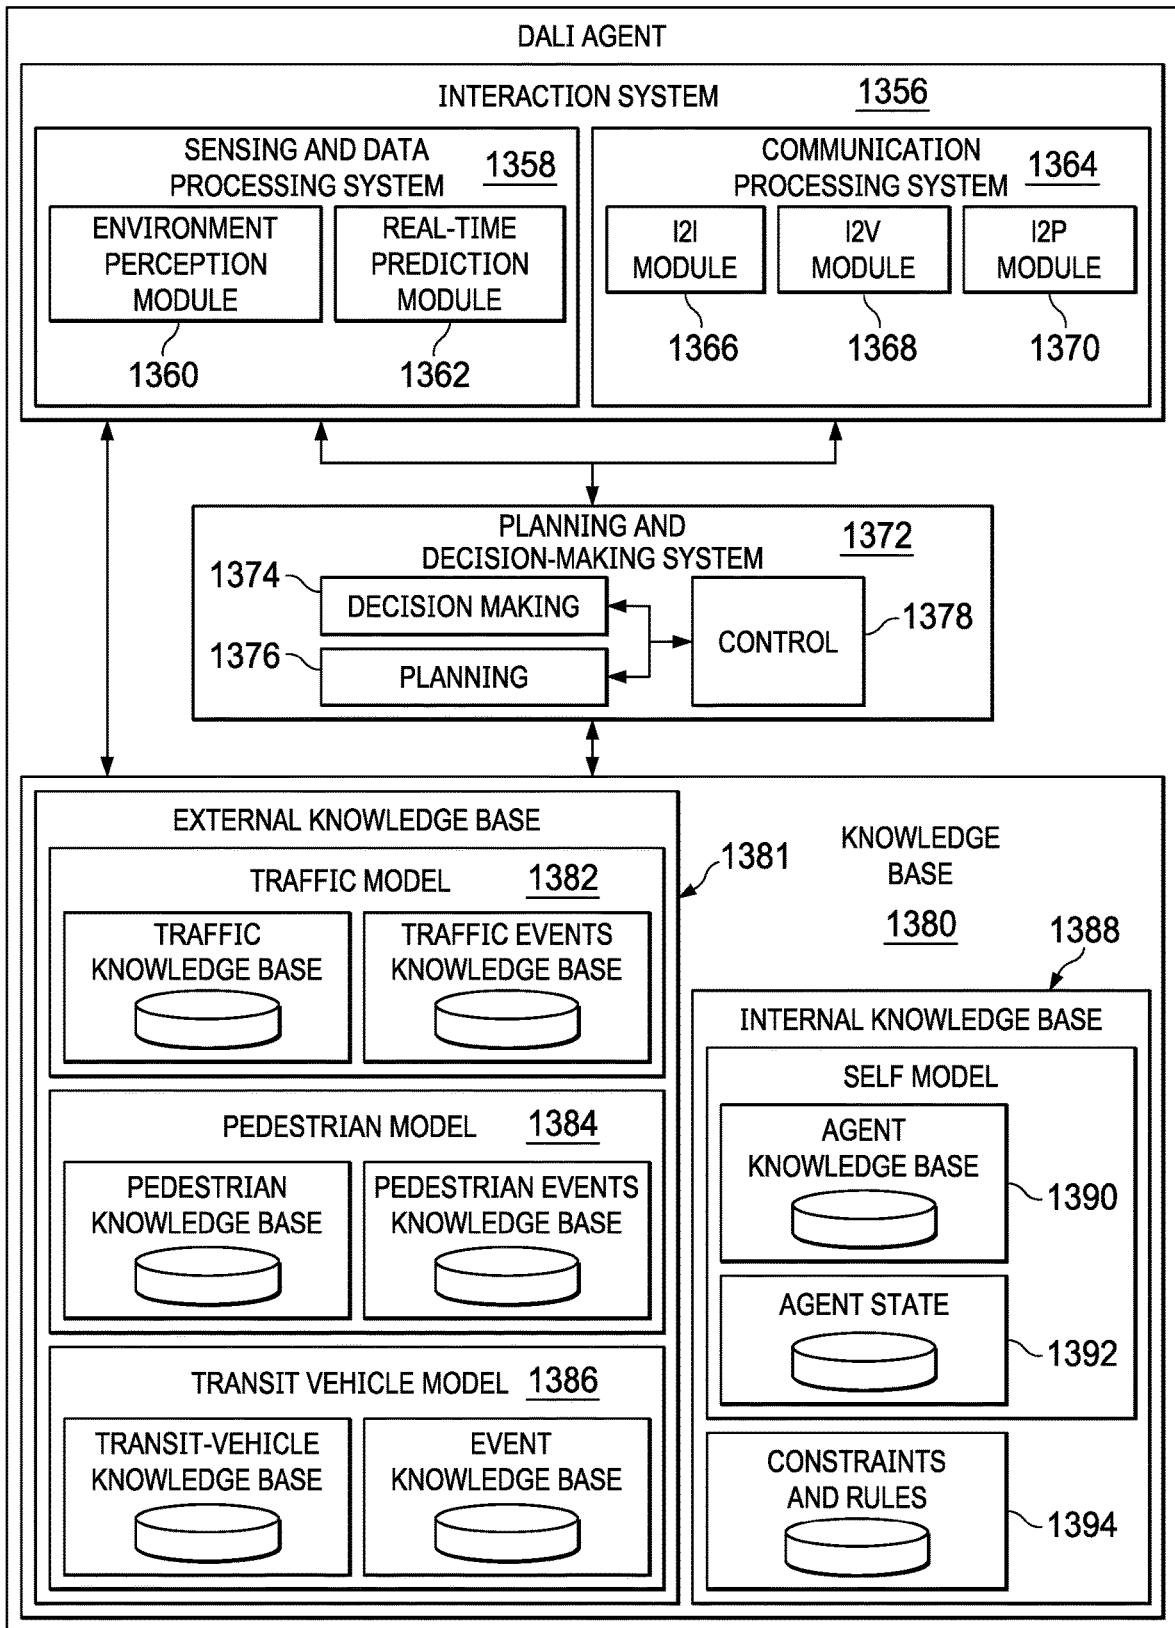 DALI AGENT
INTERACTION SYSTEM 1356
SENSING AND DATA
PROCESSING SYSTEM 1358
ENVIRONMENT
PERCEPTION
MODULE
1360
REAL-TIME
PREDICTION
MODULE
1362
COMMUNICATION
PROCESSING SYSTEM 1364
I2I
MODULE
1366
I2V
MODULE
1368
I2P
MODULE
1370
PLANNING AND
DECISION-MAKING SYSTEM 1372
1374
DECISION MAKING
1376
PLANNING
CONTROL
1378
KNOWLEDGE
BASE
1380
EXTERNAL KNOWLEDGE BASE
1381
TRAFFIC MODEL 1382
TRAFFIC
KNOWLEDGE BASE
TRAFFIC EVENTS
KNOWLEDGE BASE
PEDESTRIAN MODEL 1384
PEDESTRIAN
KNOWLEDGE BASE
PEDESTRIAN EVENTS
KNOWLEDGE BASE
TRANSIT VEHICLE MODEL 1386
TRANSIT-VEHICLE
KNOWLEDGE BASE
EVENT
KNOWLEDGE BASE
1388
INTERNAL KNOWLEDGE BASE
SELF MODEL
AGENT
KNOWLEDGE BASE
1390
AGENT STATE
1392
CONSTRAINTS
AND RULES
1394